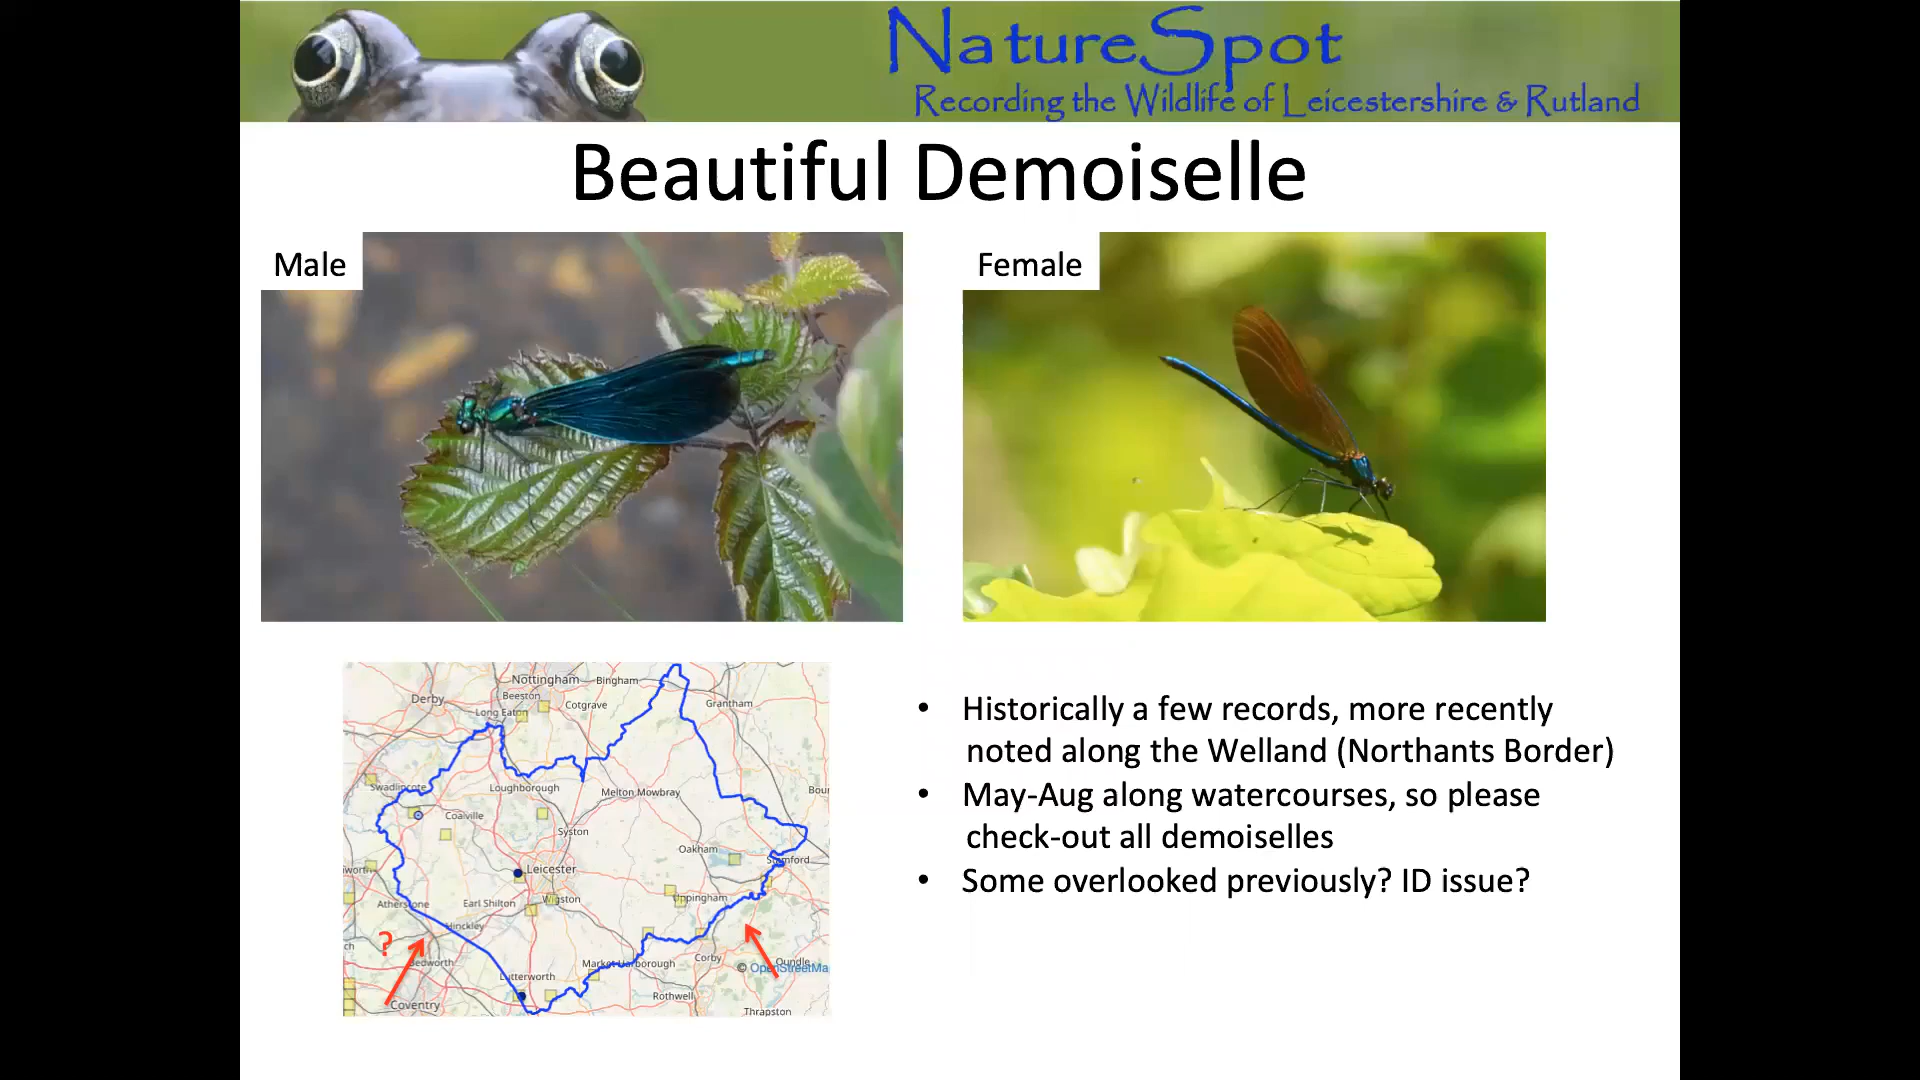 NatureSpot
Recording the Wildlife of Leicestershire & Rutland
Beautiful Demoiselle
Male
Female
Nottingham
Bingham
Derby
Beeston
Long Eaton
Cotgrave
Grantham
Swadlincote
Loughborough
Melton Mowbray
Bour
Coalville
Syston
Oakham
Stamford
iworth
Leicester
Atherstone
Earl Shilton
Wigston
Uppingham
Hinckley
?
ch
Bedworth
Market Harborough
Corby
Oundle
© OpenStreetMa
Lutterworth
Coventry
Rothwell
Thrapston
• Historically a few records, more recently
noted along the Welland (Northants Border)
• May-Aug along watercourses, so please
check-out all demoiselles
• Some overlooked previously? ID issue?